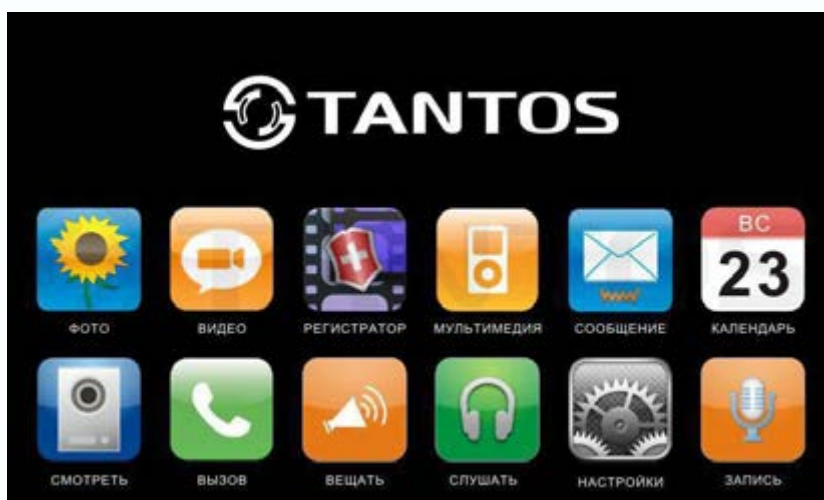 TANTOS
ВС
23
ФОТО ВИДЕО РЕГИСТРАТОР МУЛЬТИМЕДИЯ СООБЩЕНИЕ КАЛЕНДАРЬ
СМОТРЕТЬ ВЫЗОВ ВЕЩАТЬ СЛУШАТЬ НАСТРОЙКИ ЗАПИСЬ